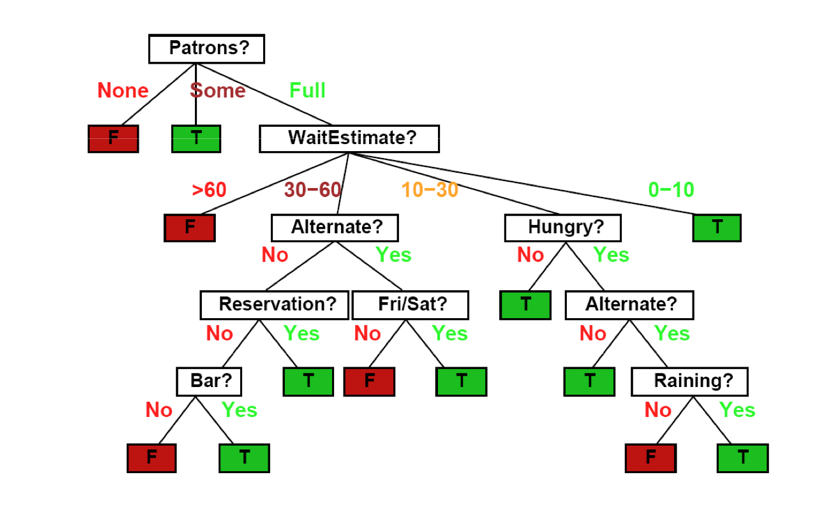 Patrons?
None Some Full
F T WaitEstimate?
>60 30−60 10−30 0−10
F Alternate? Hungry? T
No Yes No Yes
Reservation? Fri/Sat? T Alternate?
No Yes No Yes No Yes
Bar? T F T T Raining?
No Yes No Yes
F T F T